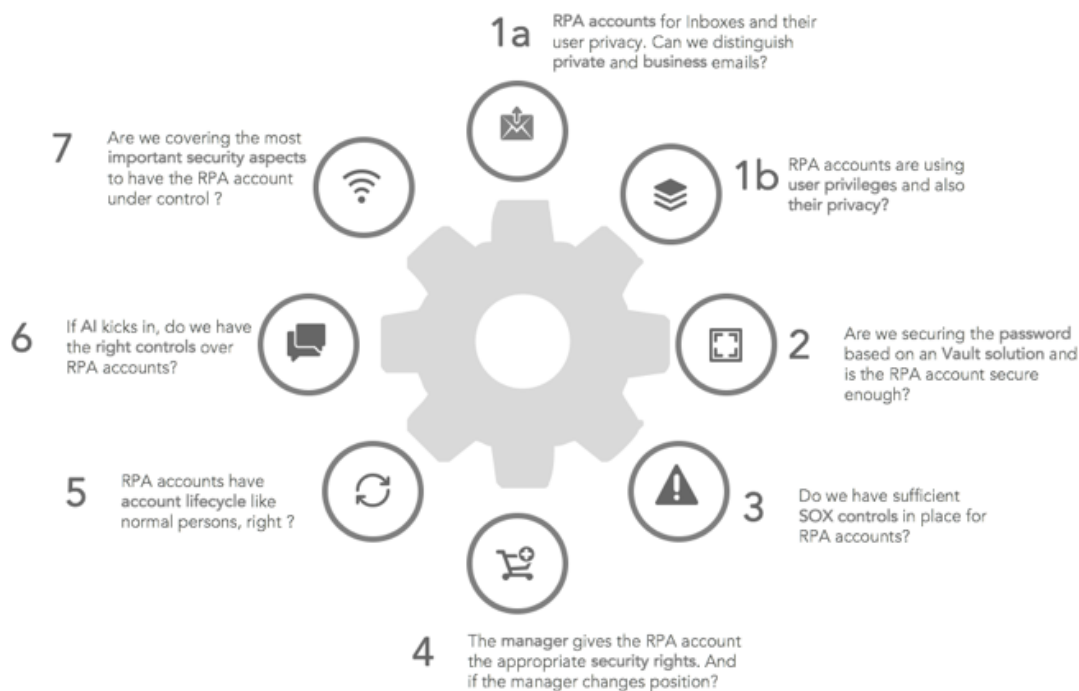 1a
RPA accounts for Inboxes and their
user privacy. Can we distinguish
private and business emails?
1b
RPA accounts are using
user privileges and also
their privacy?
2
Are we securing the password
based on an Vault solution and
is the RPA account secure
enough?
3
Do we have sufficient
SOX controls in place for
RPA accounts?
4
The manager gives the RPA account
the appropriate security rights. And
if the manager changes position?
5
RPA accounts have
account lifecycle like
normal persons, right ?
6
If AI kicks in, do we have
the right controls over
RPA accounts?
7
Are we covering the most
important security aspects
to have the RPA account
under control ?